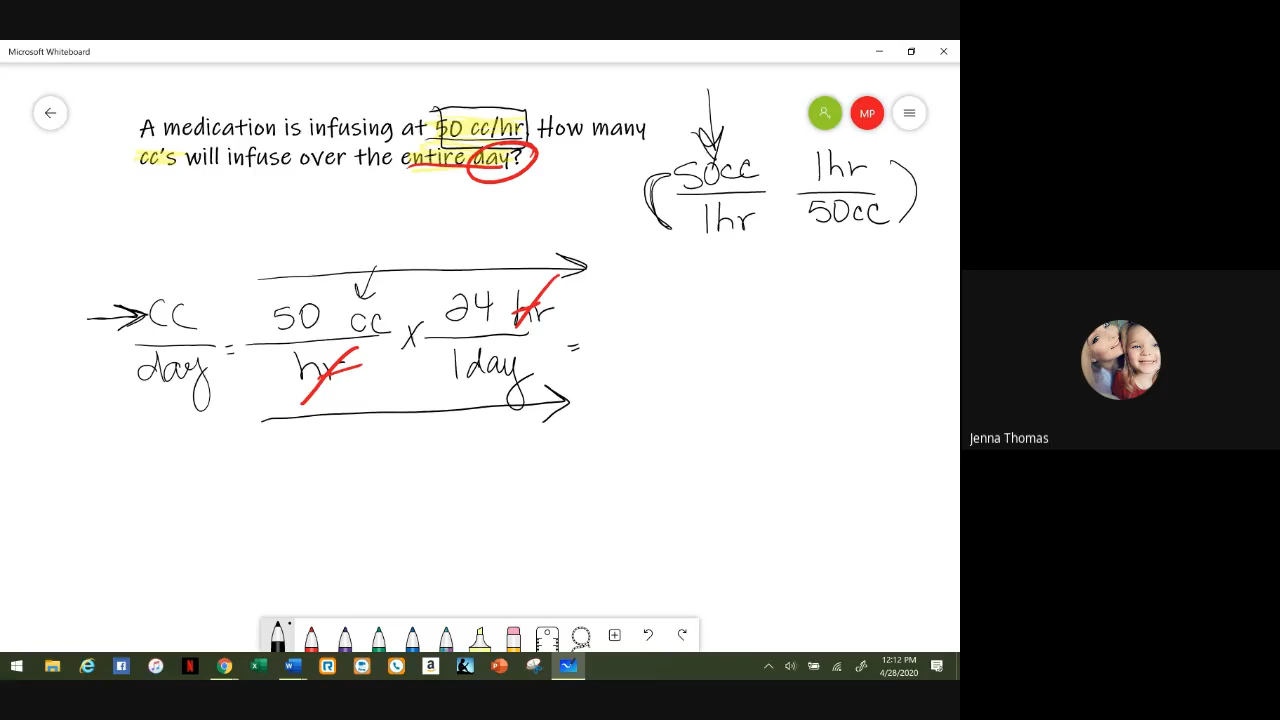 Microsoft Whiteboard
A medication is infusing at 50 cc/hr. How many
cc's will infuse over the entire day?
MP
50cc 1hr
1hr 50cc
cc 50 cc x 24 hr
day = hr 1day =
Jenna Thomas
12:12 PM
4/28/2020